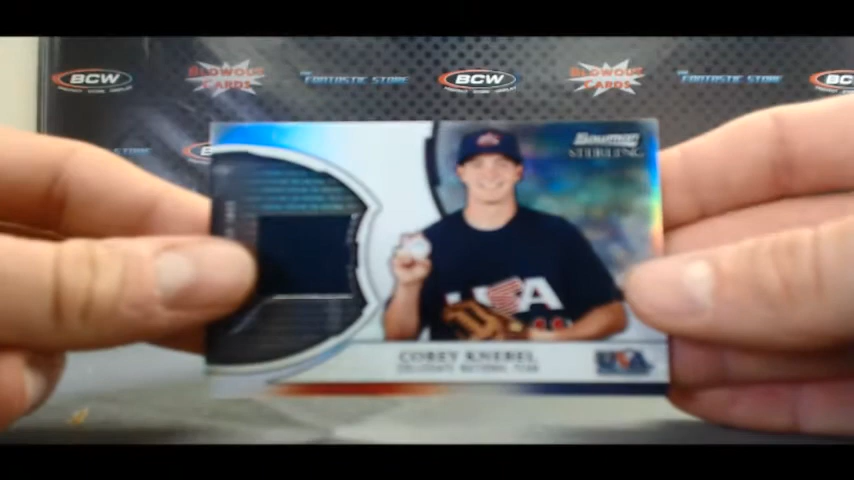 BCW
BLOWOUT CARDS
FANTASTIC STORE
BCW
BLOWOUT CARDS
FANTASTIC STORE
BCW
Bowman
STERLING
USA
COREY KNEBEL
COLLEGIATE NATIONAL TEAM
USA